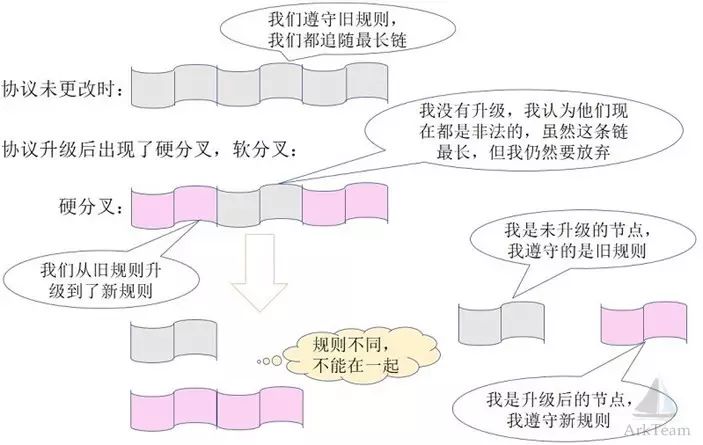 我们遵守旧规则，
我们都追随最长链
协议未更改时：
我没有升级，我认为他们现
在都是非法的，虽然这条链
最长，但我仍然要放弃
协议升级后出现了硬分叉，软分叉：
硬分叉：
我是未升级的节点，
我遵守的是旧规则
我们从旧规则升
级到了新规则
规则不同，
不能在一起
我是升级后的节点，
我遵守新规则
ArkTeam